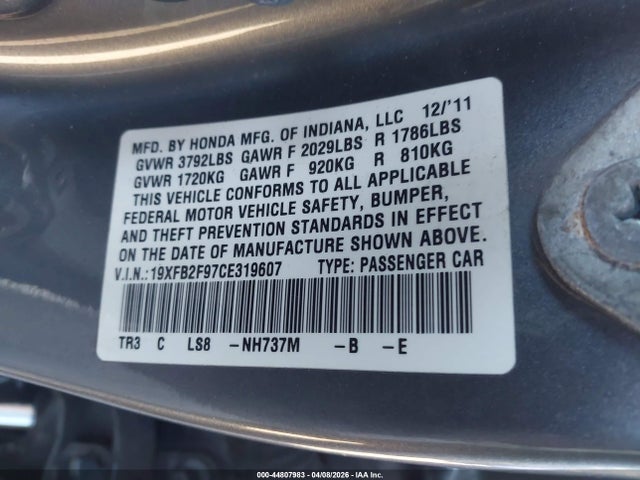 MFD. BY HONDA MFG. OF INDIANA, LLC 12/'11
GVWR 3792LBS GAWR F 2029LBS R 1786LBS
GVWR 1720KG GAWR F 920KG R 810KG
THIS VEHICLE CONFORMS TO ALL APPLICABLE
FEDERAL MOTOR VEHICLE SAFETY, BUMPER,
AND THEFT PREVENTION STANDARDS IN EFFECT
ON THE DATE OF MANUFACTURE SHOWN ABOVE.
V.I.N.:19XFB2F97CE319607 TYPE: PASSENGER CAR
TR3 C LS8 -NH737M -B -E
000-44807983 | 04/08/2026 | IAA Inc.